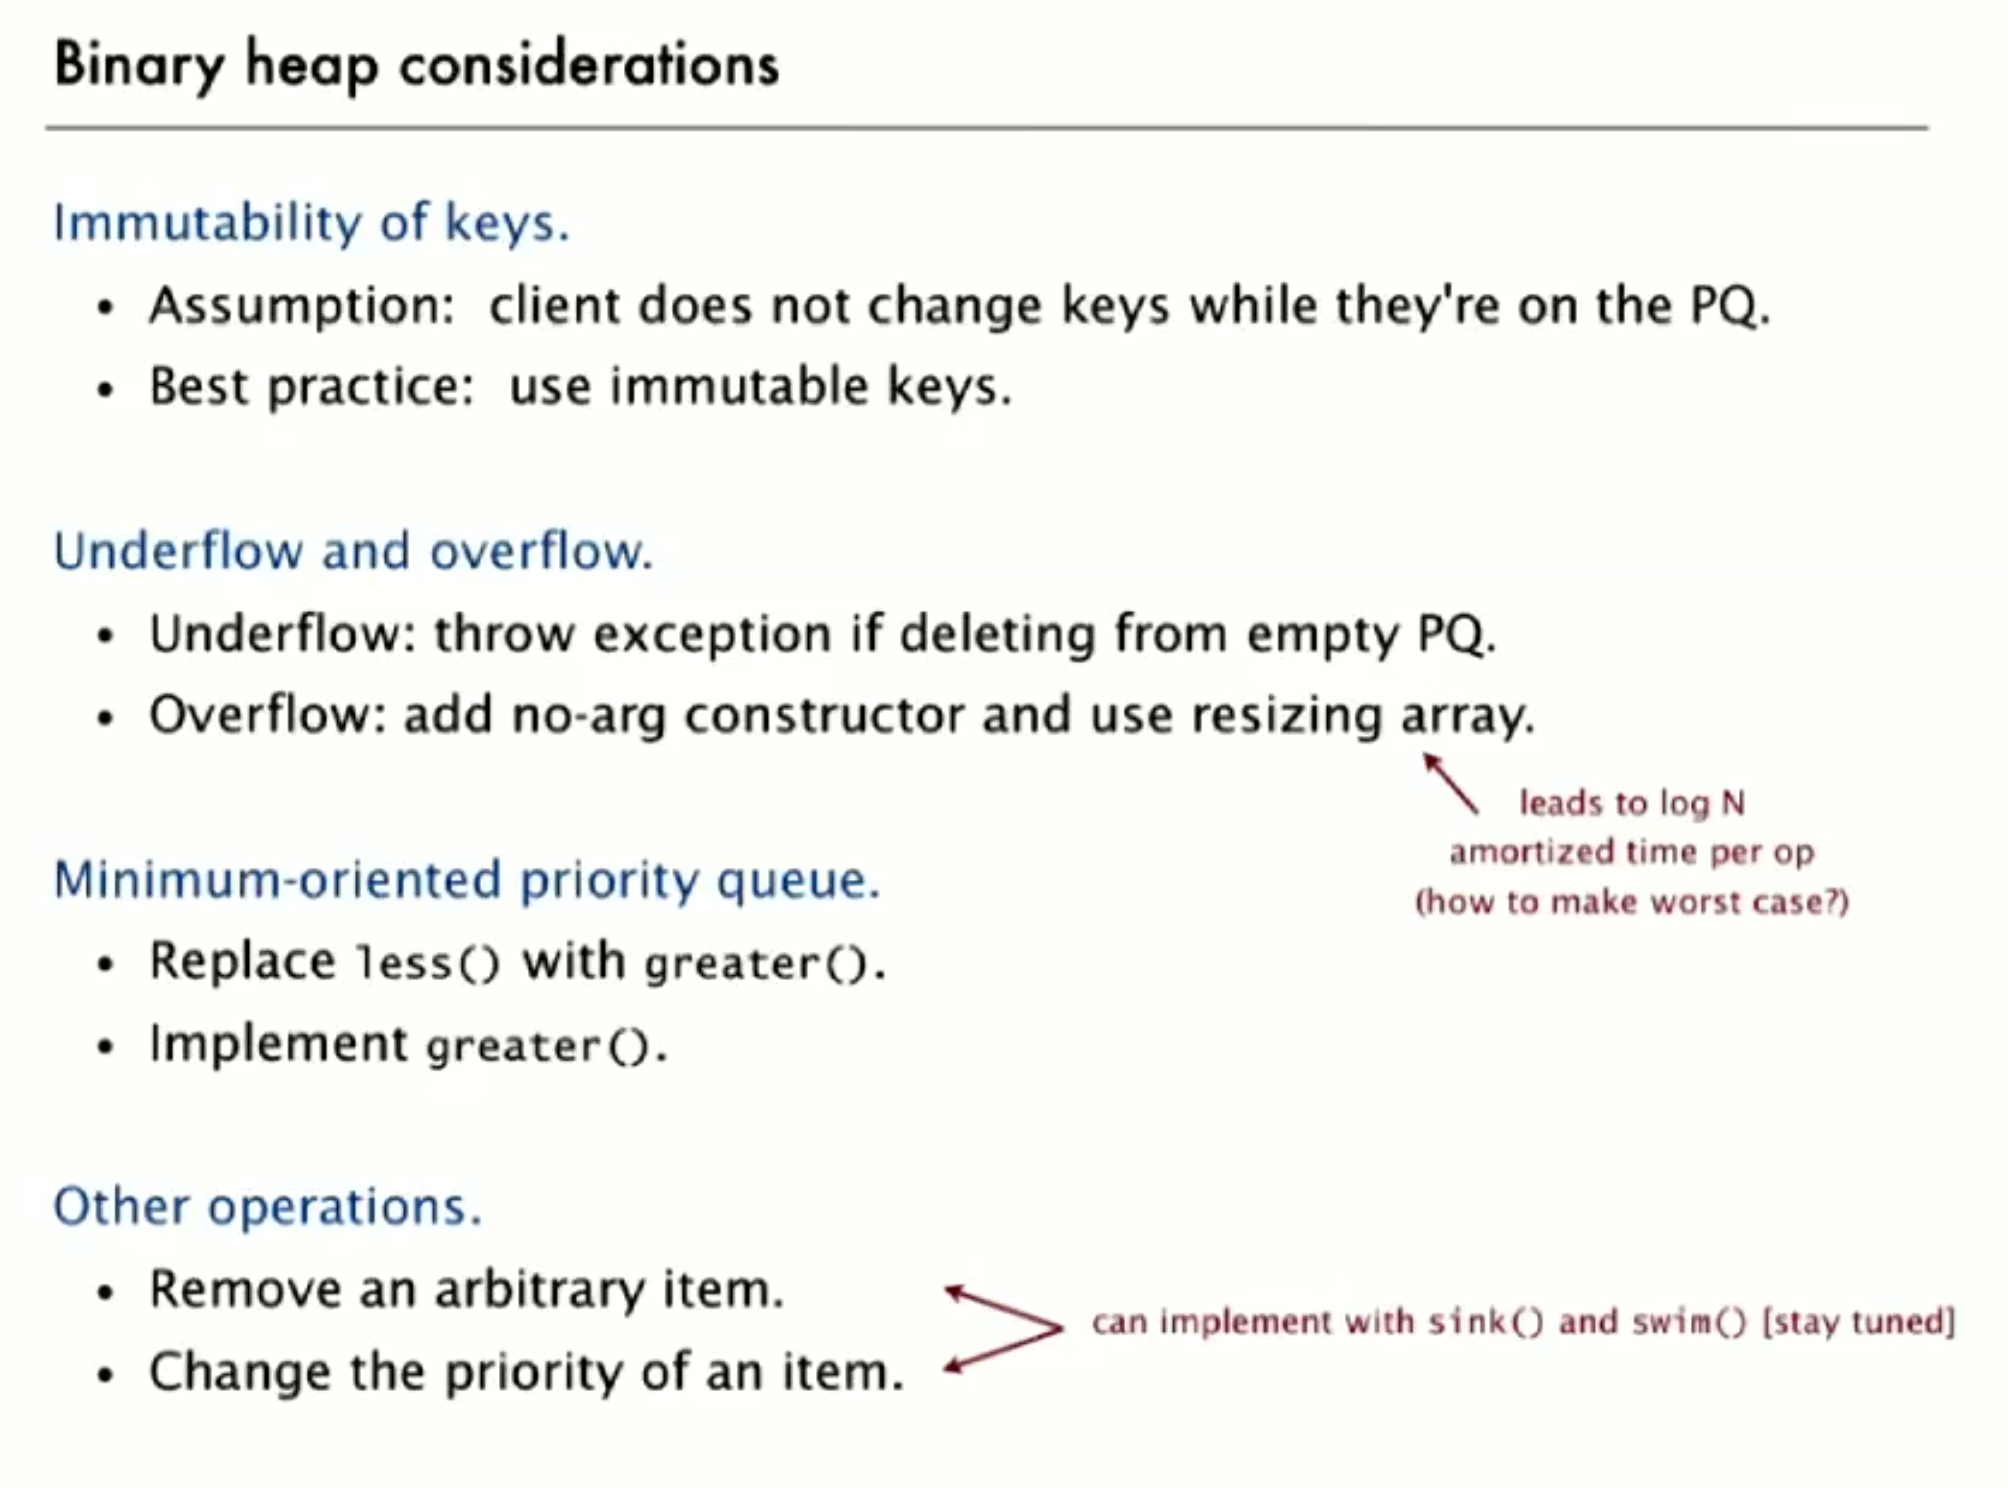 Binary heap considerations
Immutability of keys.
• Assumption: client does not change keys while they're on the PQ.
• Best practice: use immutable keys.
Underflow and overflow.
• Underflow: throw exception if deleting from empty PQ.
• Overflow: add no-arg constructor and use resizing array.
leads to log N
amortized time per op
(how to make worst case?)
Minimum-oriented priority queue.
• Replace less() with greater().
• Implement greater().
Other operations.
• Remove an arbitrary item.
can implement with sink() and swim() [stay tuned]
• Change the priority of an item.